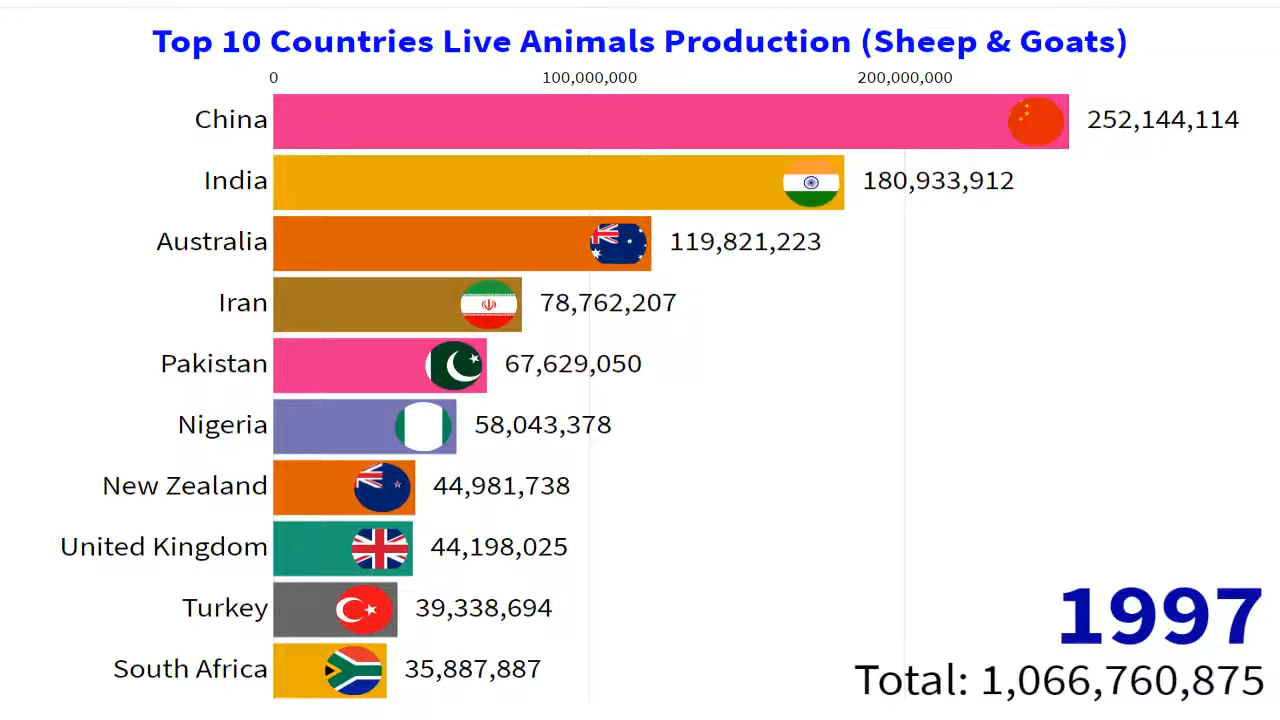 Top 10 Countries Live Animals Production (Sheep & Goats)
0 100,000,000 200,000,000
China 252,144,114
India 180,933,912
Australia 119,821,223
Iran 78,762,207
Pakistan 67,629,050
Nigeria 58,043,378
New Zealand 44,981,738
United Kingdom 44,198,025
Turkey 39,338,694
South Africa 35,887,887
1997
Total: 1,066,760,875